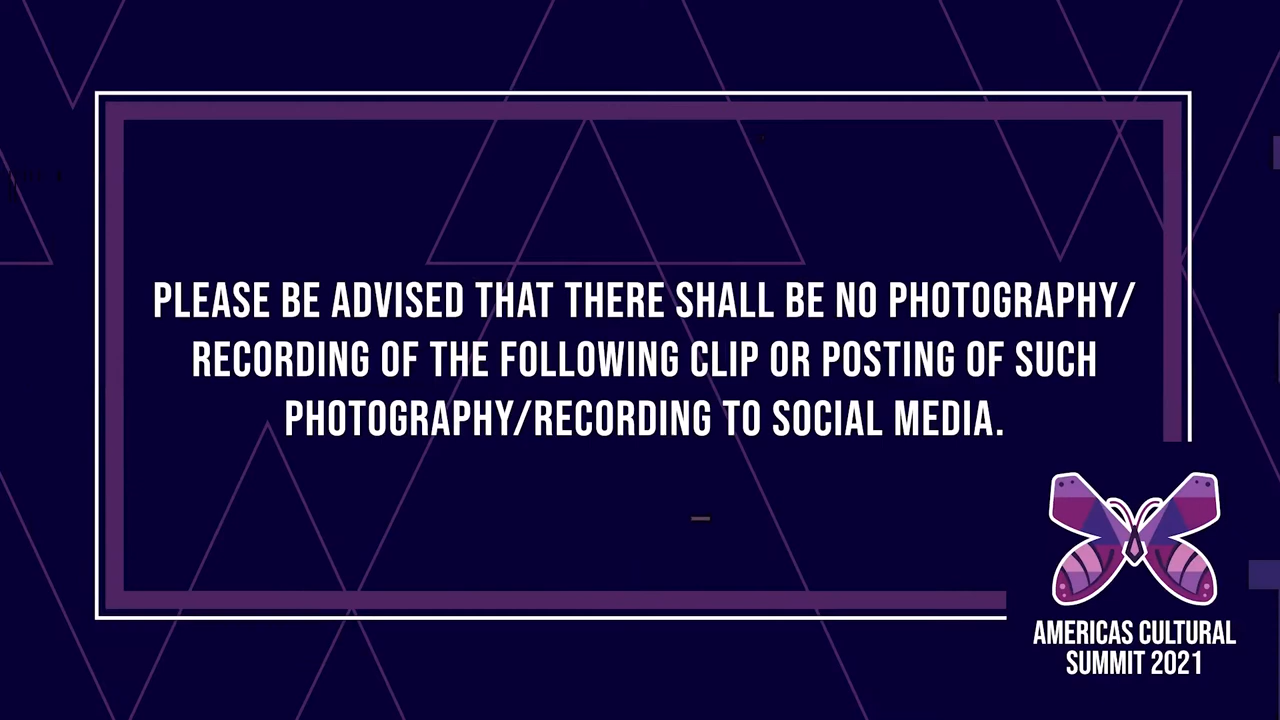 PLEASE BE ADVISED THAT THERE SHALL BE NO PHOTOGRAPHY/
RECORDING OF THE FOLLOWING CLIP OR POSTING OF SUCH
PHOTOGRAPHY/RECORDING TO SOCIAL MEDIA.
AMERICAS CULTURAL
SUMMIT 2021